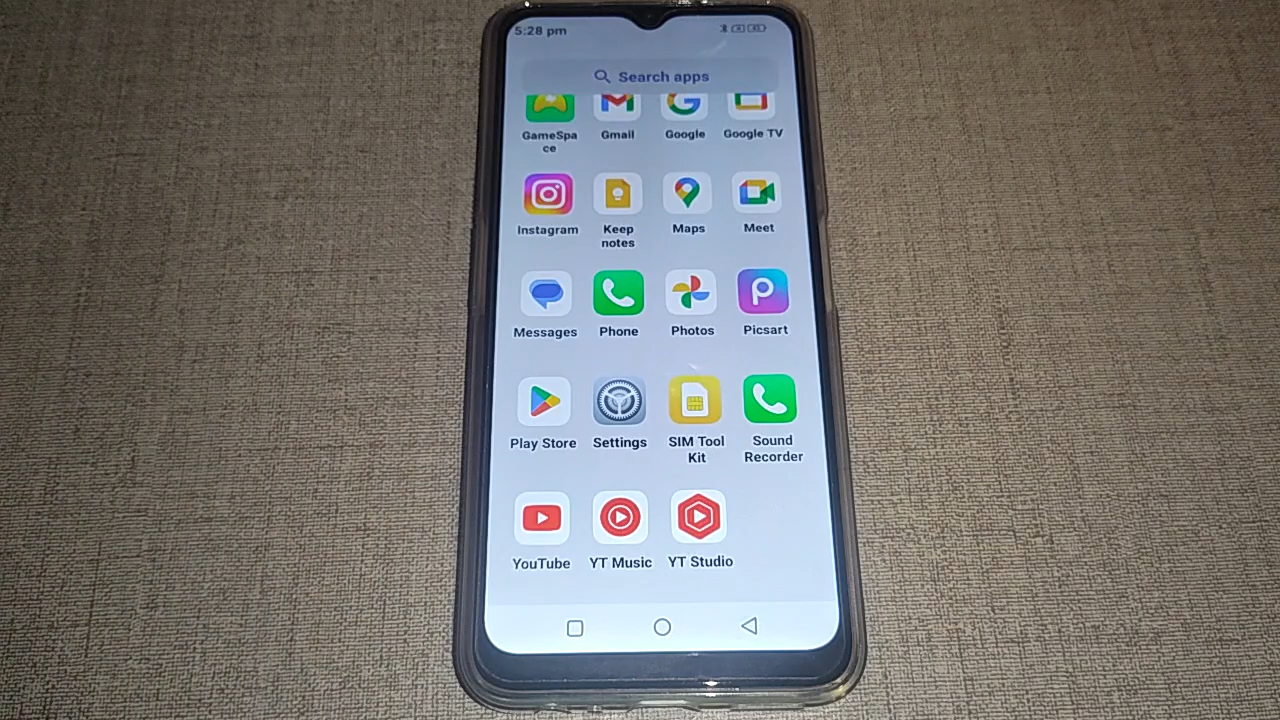 5:28 pm
Search apps
GameSpa
ce
Gmail
Google
Google TV
Instagram
Keep
notes
Maps
Meet
Messages
Phone
Photos
Picsart
Play Store
Settings
SIM Tool
Kit
Sound
Recorder
YouTube
YT Music
YT Studio